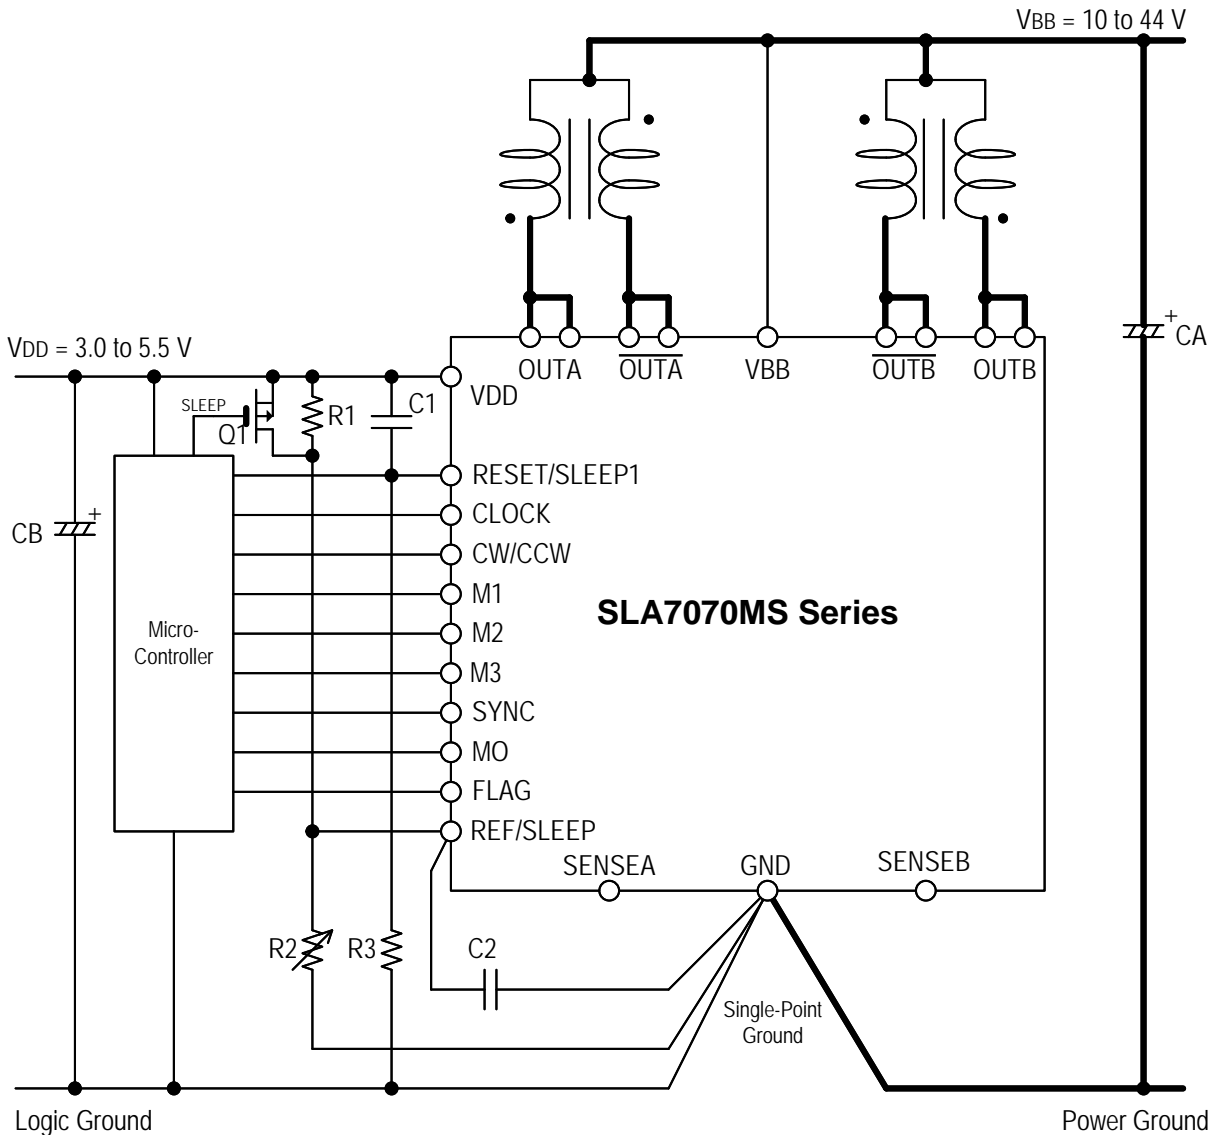 VBB = 10 to 44 V
+
CA
VDD = 3.0 to 5.5 V
OUTA
OUTA
VBB
OUTB
OUTB
SLEEP
Q1
R1
C1
VDD
RESET/SLEEP1
CLOCK
CW/CCW
M1
M2
M3
SYNC
MO
FLAG
REF/SLEEP
SLA7070MS Series
CB
+
Micro-
Controller
SENSEA
GND
SENSEB
R2
R3
C2
Single-Point
Ground
Logic Ground
Power Ground